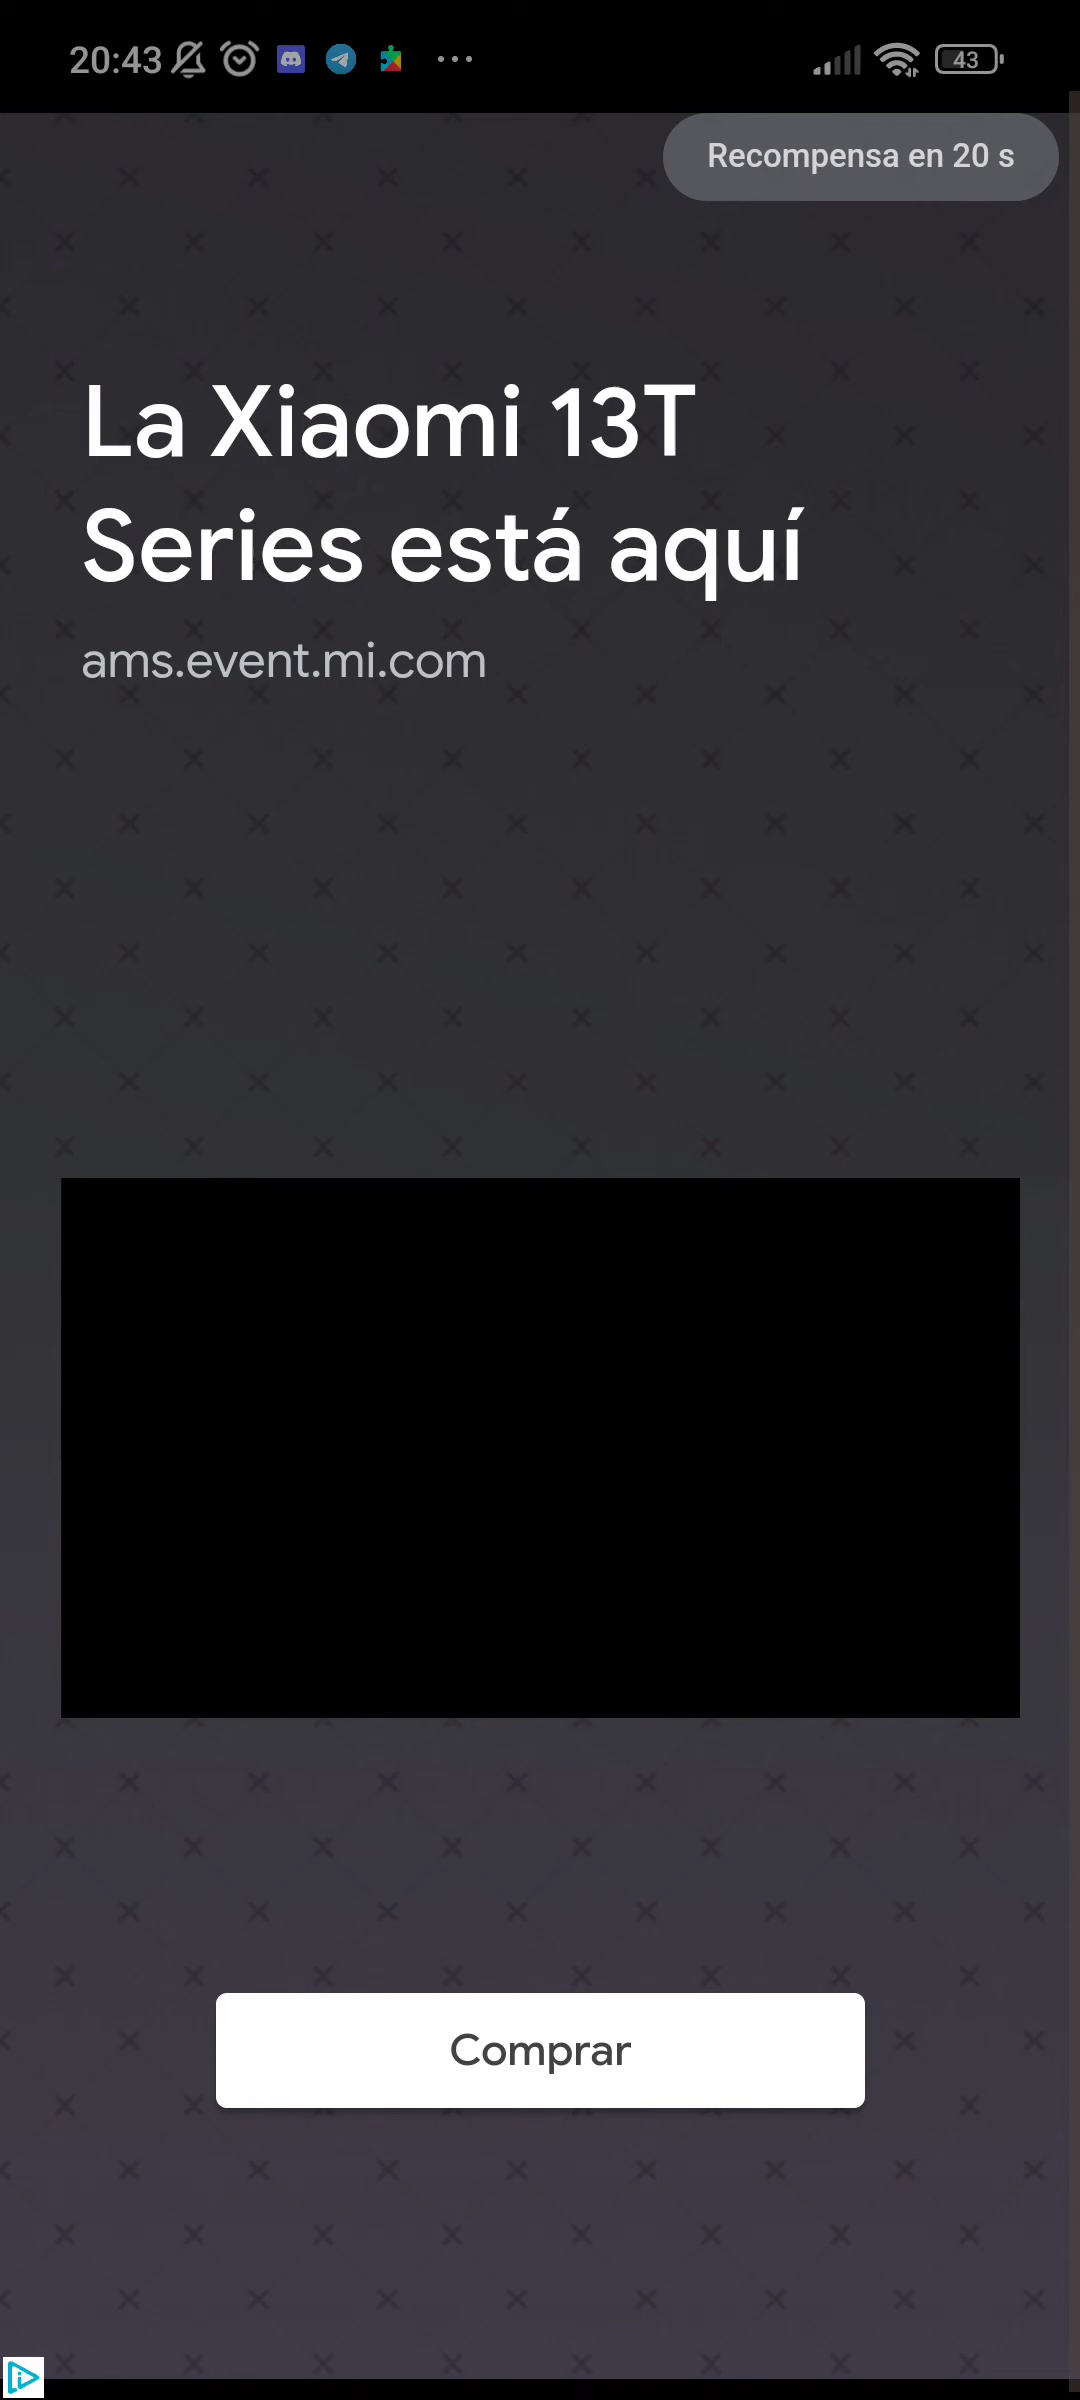 20:43
43
Recompensa en 20 s
La Xiaomi 13T
Series está aquí
ams.event.mi.com
Comprar